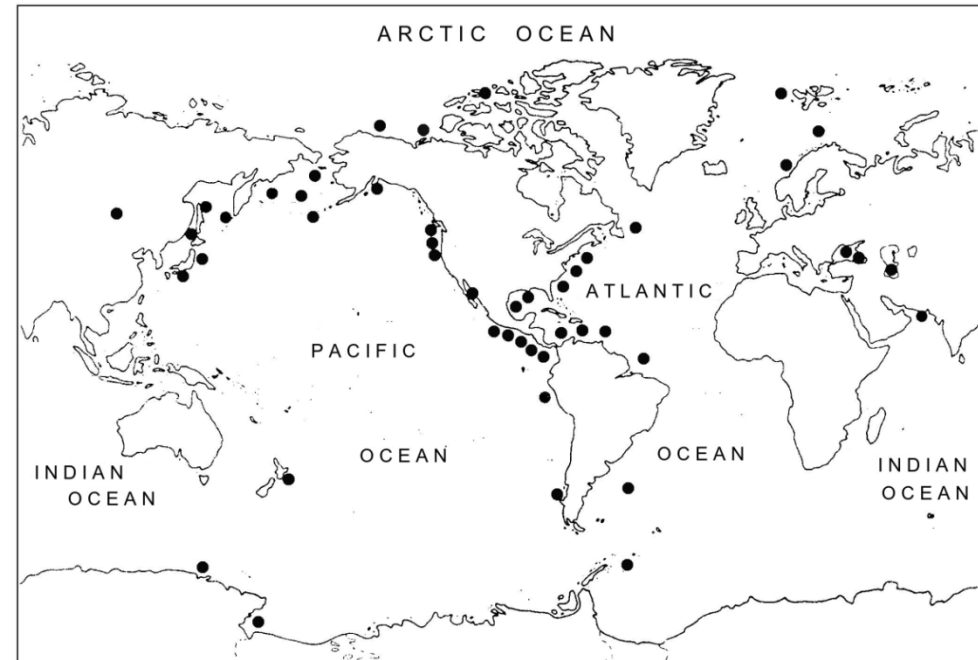 ARCTIC OCEAN
ATLANTIC
PACIFIC
OCEAN
OCEAN
INDIAN
OCEAN
INDIAN
OCEAN